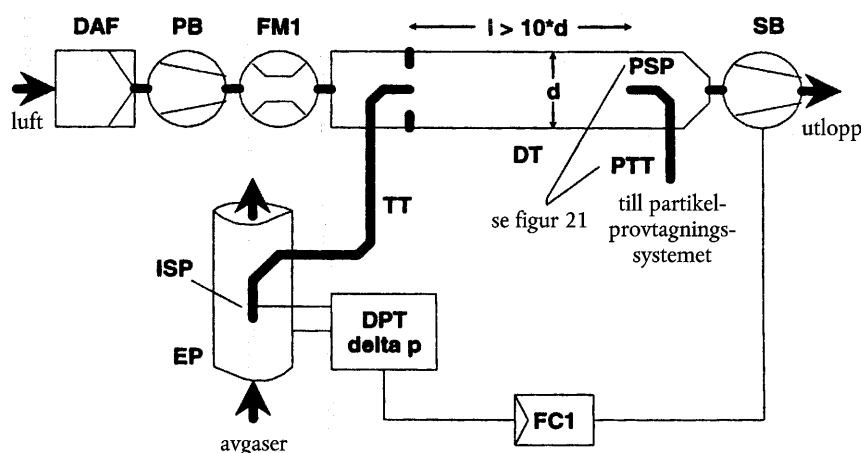 DAF
PB
FM1
l > 10*d
SB
luft
d
PSP
utlopp
DT
PTT
TT
se figur 21
till partikel-
provtagnings-
systemet
ISP
DPT
delta p
EP
FC1
avgaser